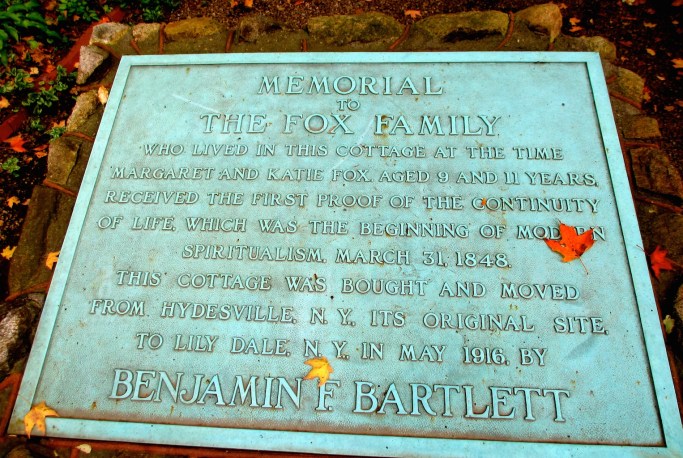 MEMORIAL
TO
THE FOX FAMILY
WHO LIVED IN THIS COTTAGE AT THE TIME
MARGARET AND KATIE FOX, AGED 9 AND 11 YEARS,
RECEIVED THE FIRST PROOF OF THE CONTINUITY
OF LIFE, WHICH WAS THE BEGINNING OF MODERN
SPIRITUALISM, MARCH 31, 1848.
THIS COTTAGE WAS BOUGHT AND MOVED
FROM HYDESVILLE, N.Y., ITS ORIGINAL SITE,
TO LILY DALE, N.Y., IN MAY 1916, BY
BENJAMIN F. BARTLETT